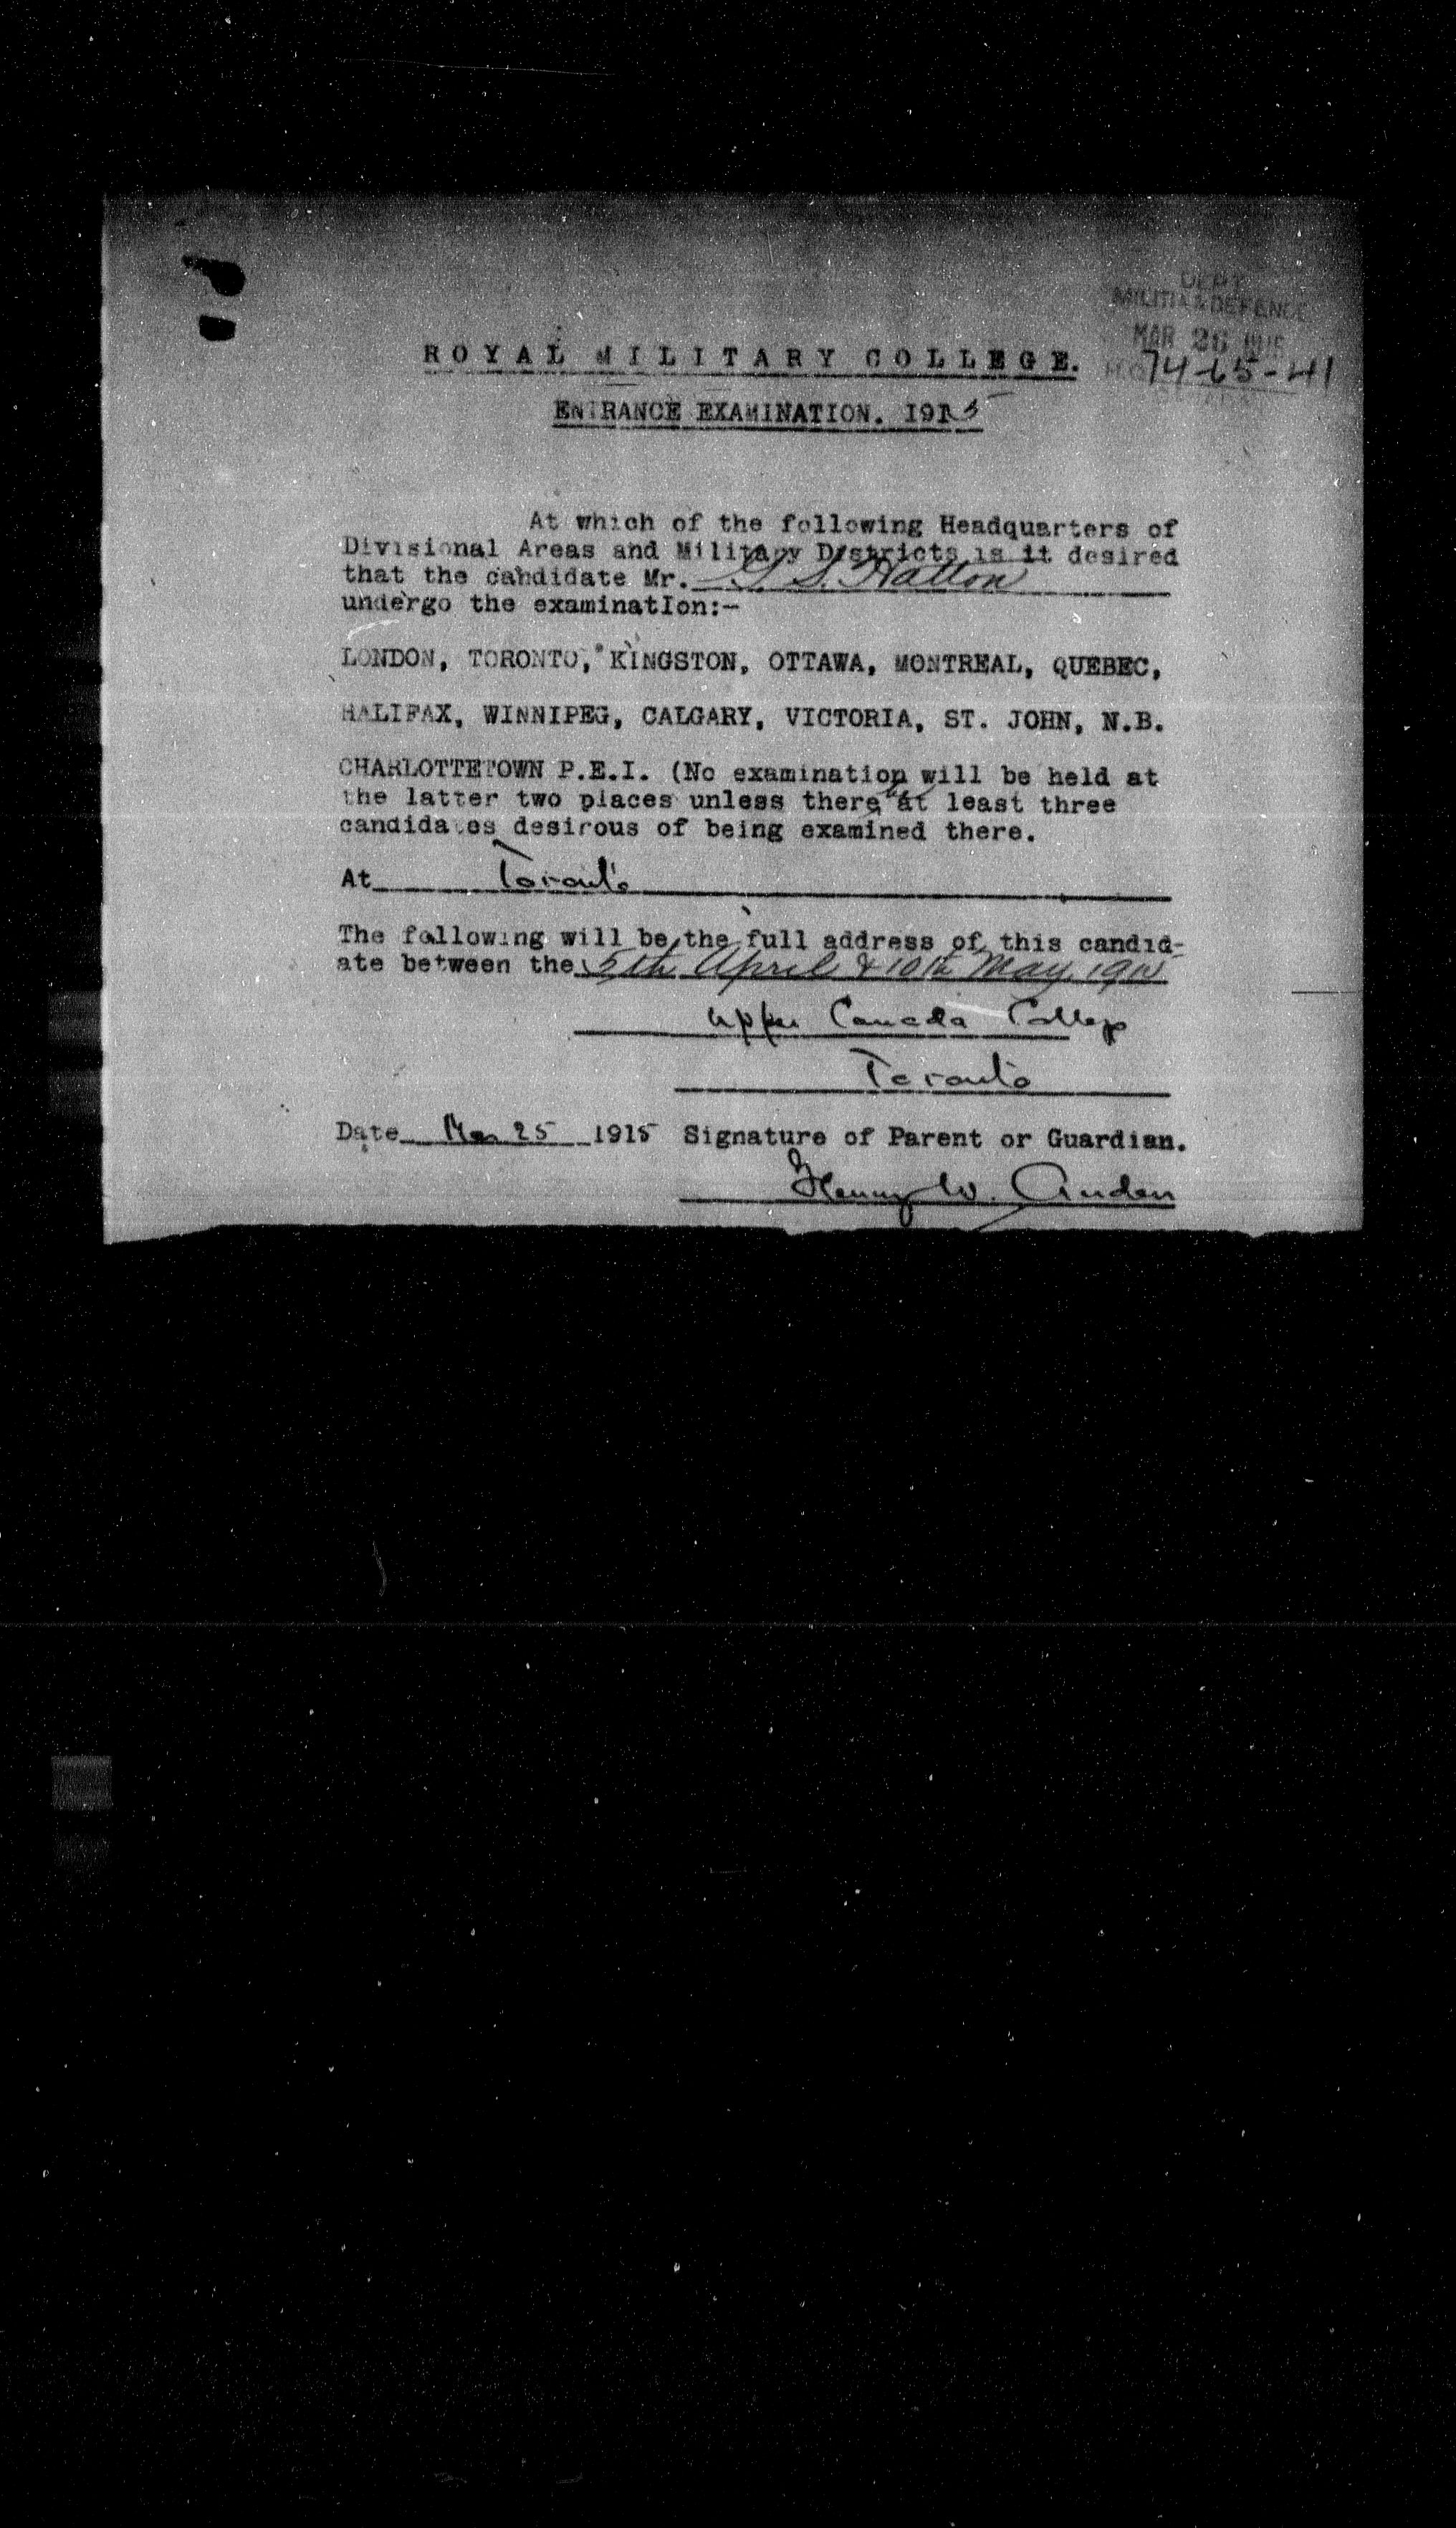 DEPT.
MILITIA & DEFENCE
MAR 26 1915
H.Q. 74-65-41
ROYAL MILITARY COLLEGE.
ENTRANCE EXAMINATION. 1915
At which of the following Headquarters of
Divisional Areas and Military Districts is it desired
that the candidate Mr. G. S. Hatton
undergo the examination:-
LONDON, TORONTO, KINGSTON, OTTAWA, MONTREAL, QUEBEC,
HALIFAX, WINNIPEG, CALGARY, VICTORIA, ST. JOHN, N.B.
CHARLOTTETOWN P.E.I. (No examination will be held at
the latter two places unless there be at least three
candidates desirous of being examined there.
At Toronto
The following will be the full address of this candid-
ate between the 5th April & 10th May 1915
Upper Canada College
Toronto
Date Mar 25 1915 Signature of Parent or Guardian.
Henry W. Auden